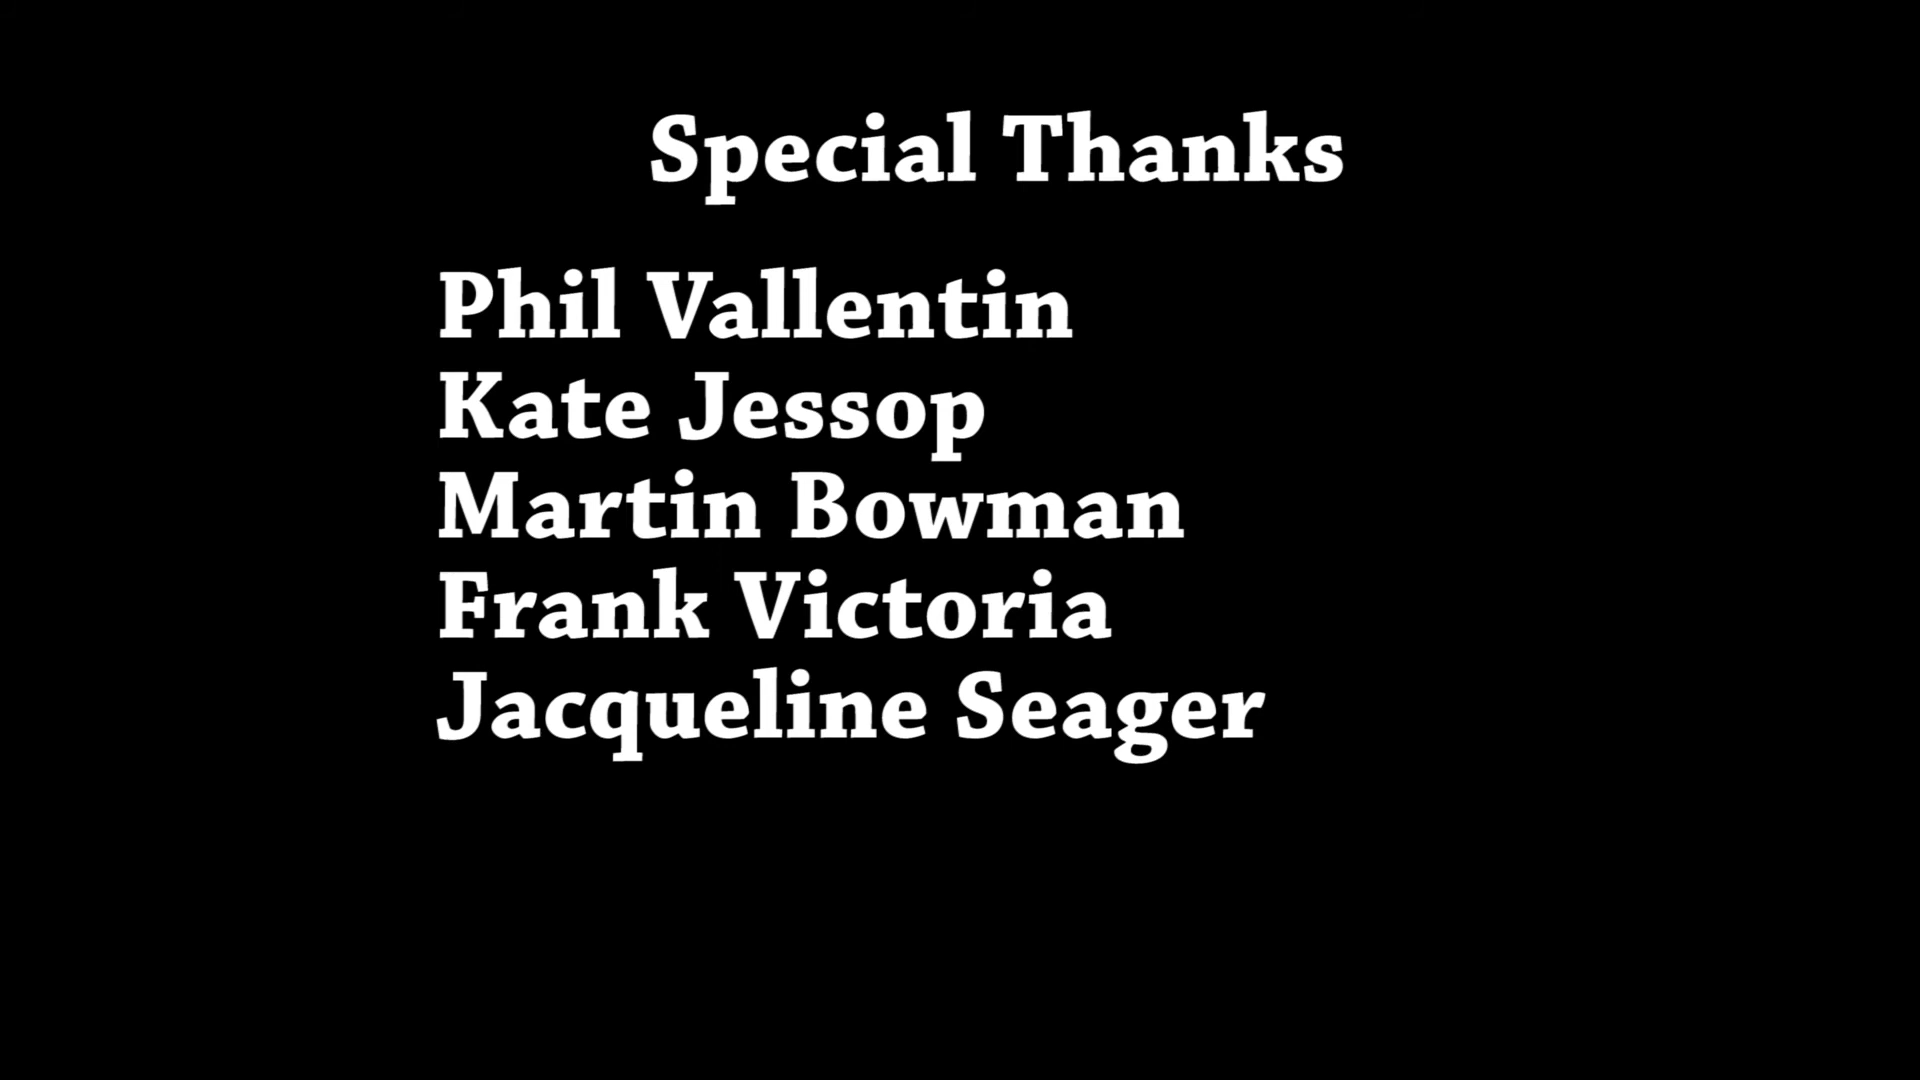 Special Thanks
Phil Vallentin
Kate Jessop
Martin Bowman
Frank Victoria
Jacqueline Seager